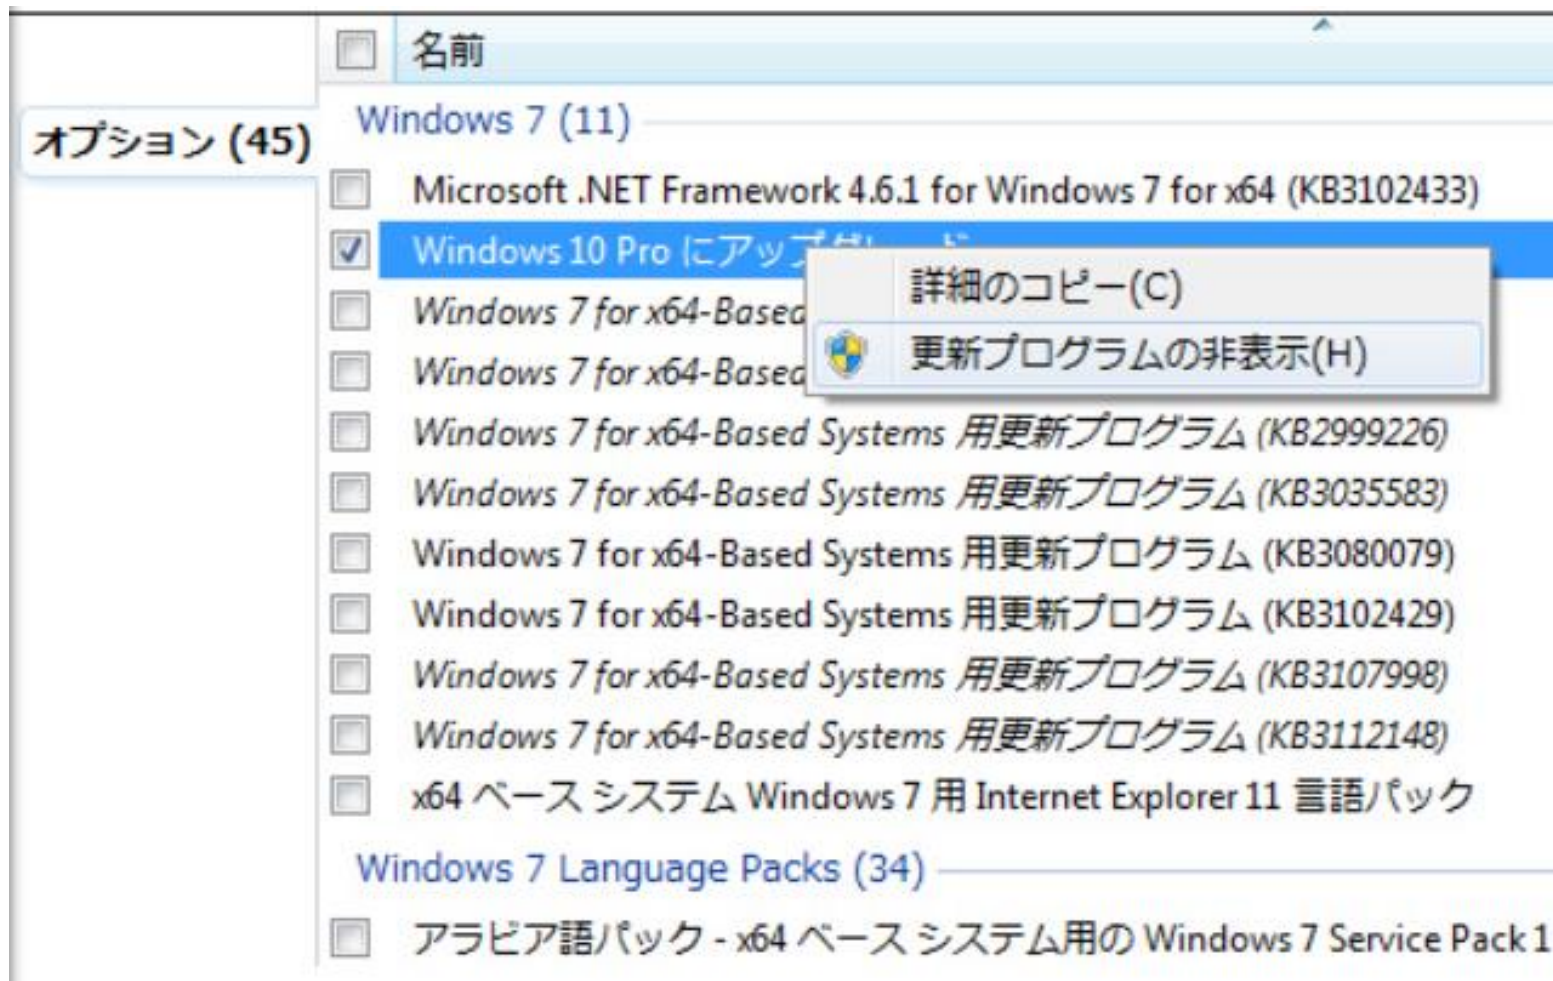 名前
オプション (45)
Windows 7 (11)
Microsoft .NET Framework 4.6.1 for Windows 7 for x64 (KB3102433)
Windows 10 Pro にアップグレード
詳細のコピー(C)
Windows 7 for x64-Based
更新プログラムの非表示(H)
Windows 7 for x64-Based
Windows 7 for x64-Based Systems 用更新プログラム (KB2999226)
Windows 7 for x64-Based Systems 用更新プログラム (KB3035583)
Windows 7 for x64-Based Systems 用更新プログラム (KB3080079)
Windows 7 for x64-Based Systems 用更新プログラム (KB3102429)
Windows 7 for x64-Based Systems 用更新プログラム (KB3107998)
Windows 7 for x64-Based Systems 用更新プログラム (KB3112148)
x64 ベース システム Windows 7 用 Internet Explorer 11 言語パック
Windows 7 Language Packs (34)
アラビア語パック - x64 ベース システム用の Windows 7 Service Pack 1